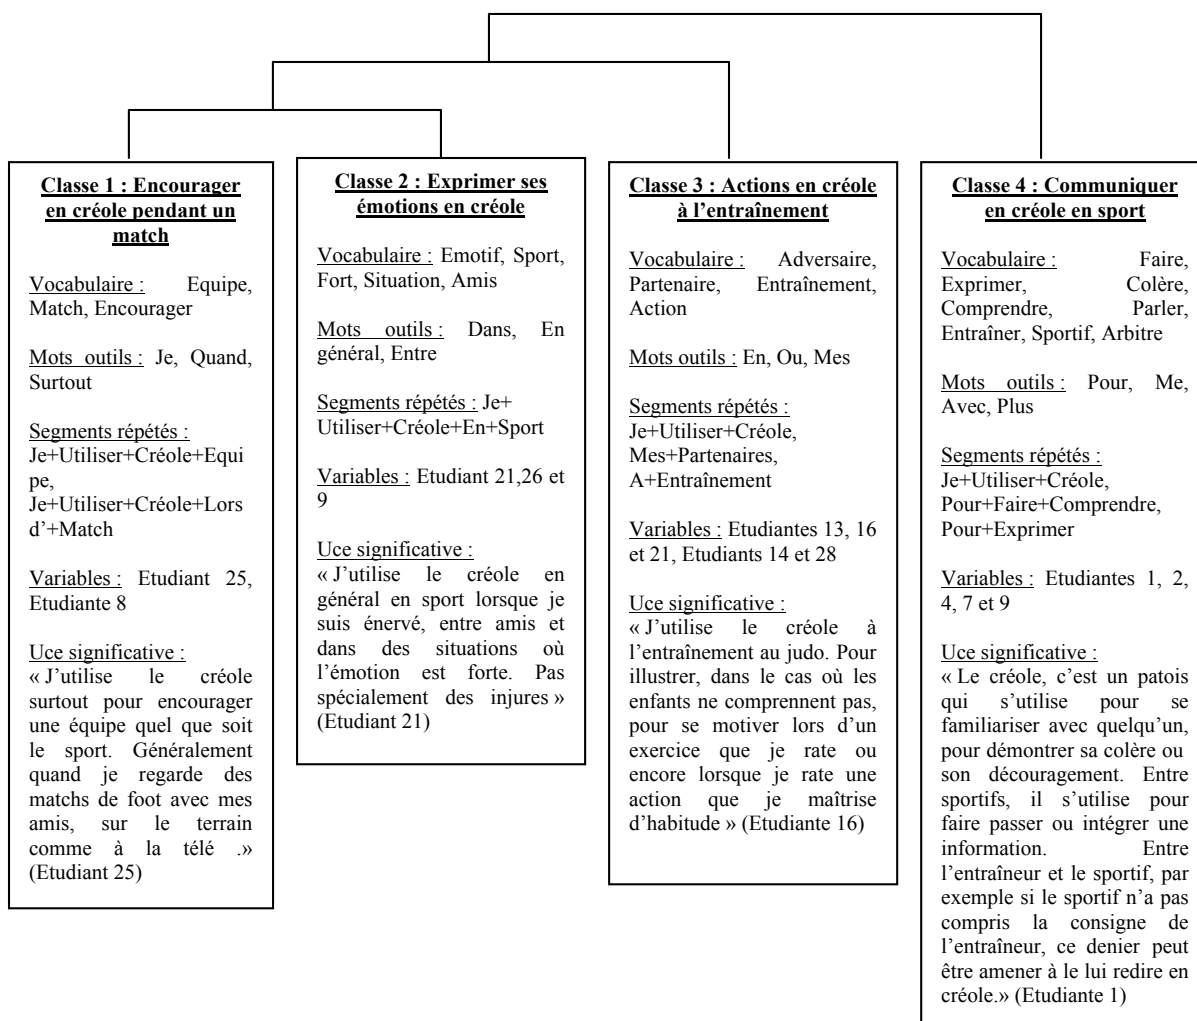 Classe 1 : Encourager
en créole pendant un
match
Vocabulaire : Equipe,
Match, Encourager
Mots outils : Je, Quand,
Surtout
Segments répétés :
Je+Utiliser+Créole+Equi
pe,
Je+Utiliser+Créole+Lors
d’+Match
Variables : Etudiant 25,
Etudiante 8
Uce significative :
« J’utilise le créole
surtout pour encourager
une équipe quel que soit
le sport. Généralement
quand je regarde des
matchs de foot avec mes
amis, sur le terrain
comme à la télé .»
(Etudiant 25)
Classe 2 : Exprimer ses
émotions en créole
Vocabulaire : Emotif, Sport,
Fort, Situation, Amis
Mots outils : Dans, En
général, Entre
Segments répétés : Je+
Utiliser+Créole+En+Sport
Variables : Etudiant 21,26 et
9
Uce significative :
« J’utilise le créole en
général en sport lorsque je
suis énervé, entre amis et
dans des situations où
l’émotion est forte. Pas
spécialement des injures »
(Etudiant 21)
Classe 3 : Actions en créole
à l’entraînement
Vocabulaire : Adversaire,
Partenaire, Entraînement,
Action
Mots outils : En, Ou, Mes
Segments répétés :
Je+Utiliser+Créole,
Mes+Partenaires,
A+Entraînement
Variables : Etudiantes 13, 16
et 21, Etudiants 14 et 28
Uce significative :
« J’utilise le créole à
l’entraînement au judo. Pour
illustrer, dans le cas où les
enfants ne comprennent pas,
pour se motiver lors d’un
exercice que je rate ou
encore lorsque je rate une
action que je maîtrise
d’habitude » (Etudiante 16)
Classe 4 : Communiquer
en créole en sport
Vocabulaire : Faire,
Exprimer, Colère,
Comprendre, Parler,
Entraîner, Sportif, Arbitre
Mots outils : Pour, Me,
Avec, Plus
Segments répétés :
Je+Utiliser+Créole,
Pour+Faire+Comprendre,
Pour+Exprimer
Variables : Etudiantes 1, 2,
4, 7 et 9
Uce significative :
« Le créole, c’est un patois
qui s’utilise pour se
familiariser avec quelqu’un,
pour démontrer sa colère ou
son découragement. Entre
sportifs, il s’utilise pour
faire passer ou intégrer une
information. Entre
l’entraîneur et le sportif, par
exemple si le sportif n’a pas
compris la consigne de
l’entraîneur, ce denier peut
être amener à le lui redire en
créole.» (Etudiante 1)